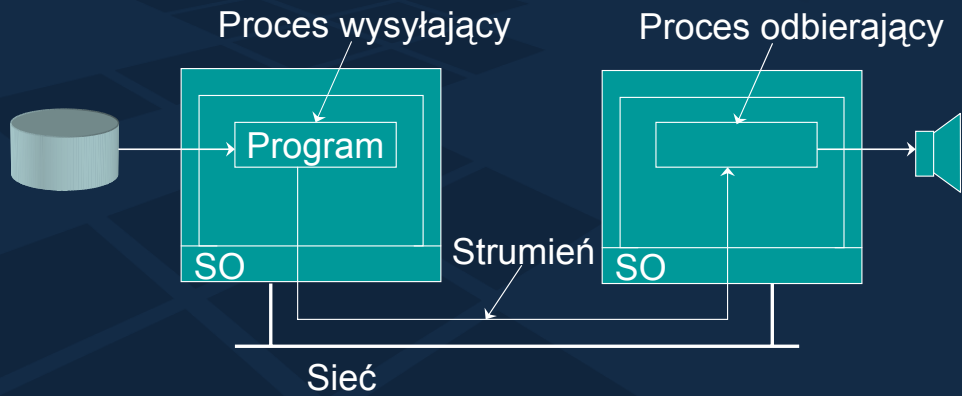 Proces wysyłający
Proces odbierający
Program
SO
Strumień
SO
Sieć